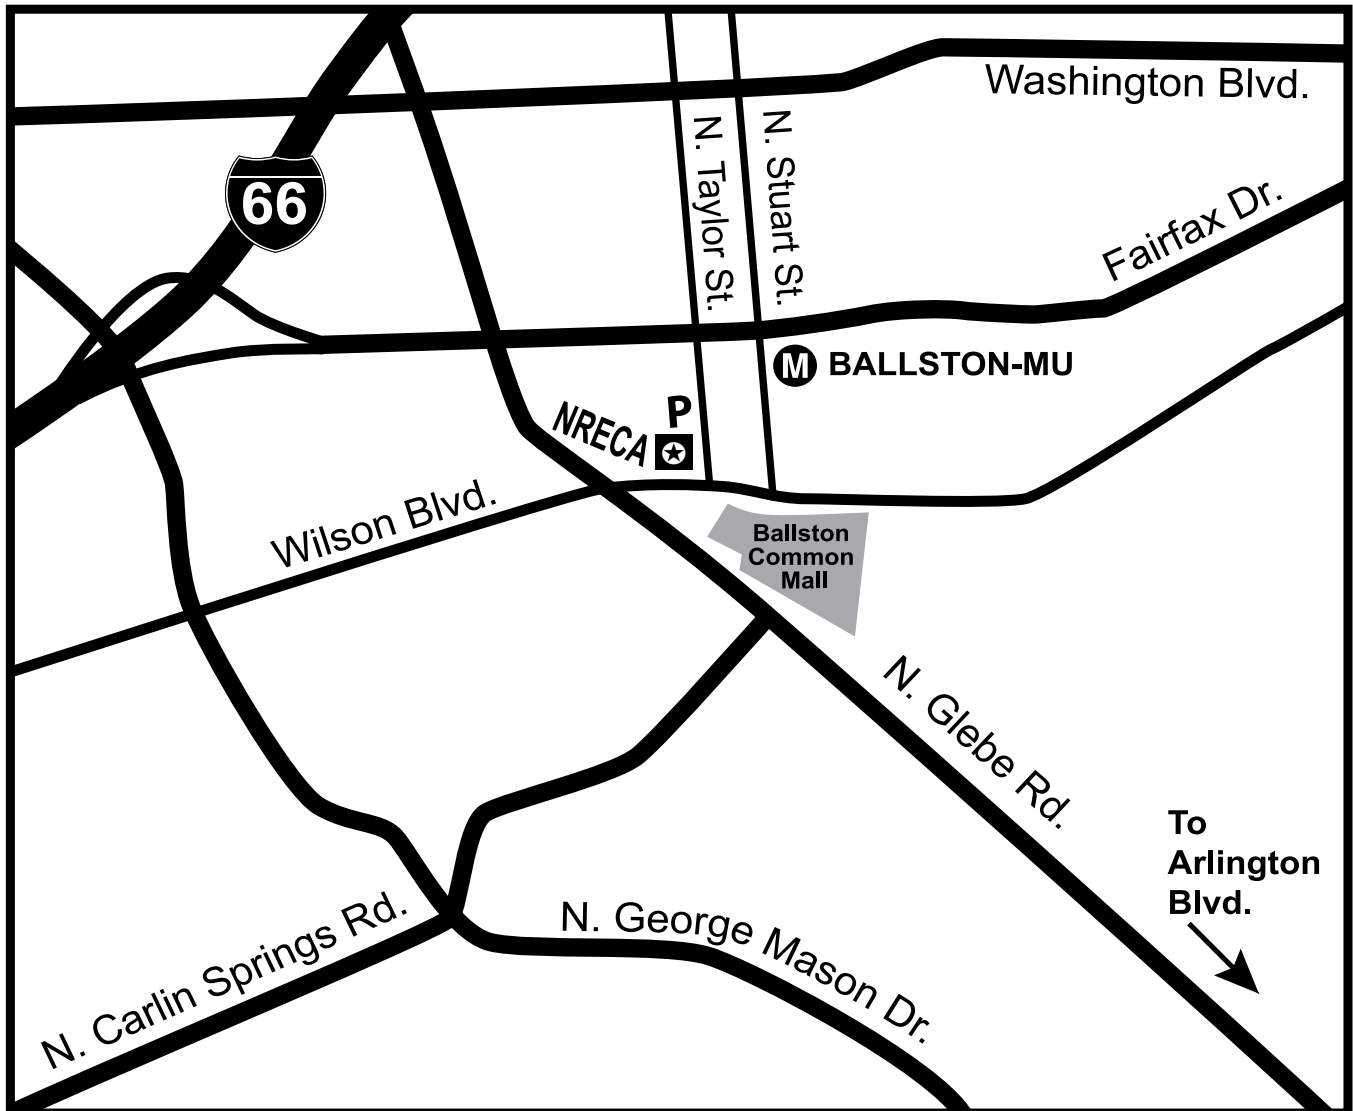 Washington Blvd.
N. Taylor St.
N. Stuart St.
66
Fairfax Dr.
M BALLSTON-MU
P
NRECA
Wilson Blvd.
Ballston
Common
Mall
N. Glebe Rd.
To
Arlington
Blvd.
N. Carlin Springs Rd.
N. George Mason Dr.